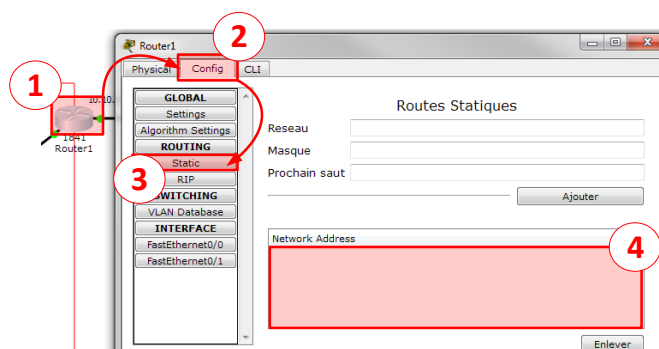 Router1
2
Physical
Config
CLI
1
10.10.
1841
Router1
GLOBAL
Settings
Algorithm Settings
ROUTING
Static
3
RIP
SWITCHING
VLAN Database
INTERFACE
FastEthernet0/0
FastEthernet0/1
Routes Statiques
Reseau
Masque
Prochain saut
Ajouter
Network Address
4
Enlever